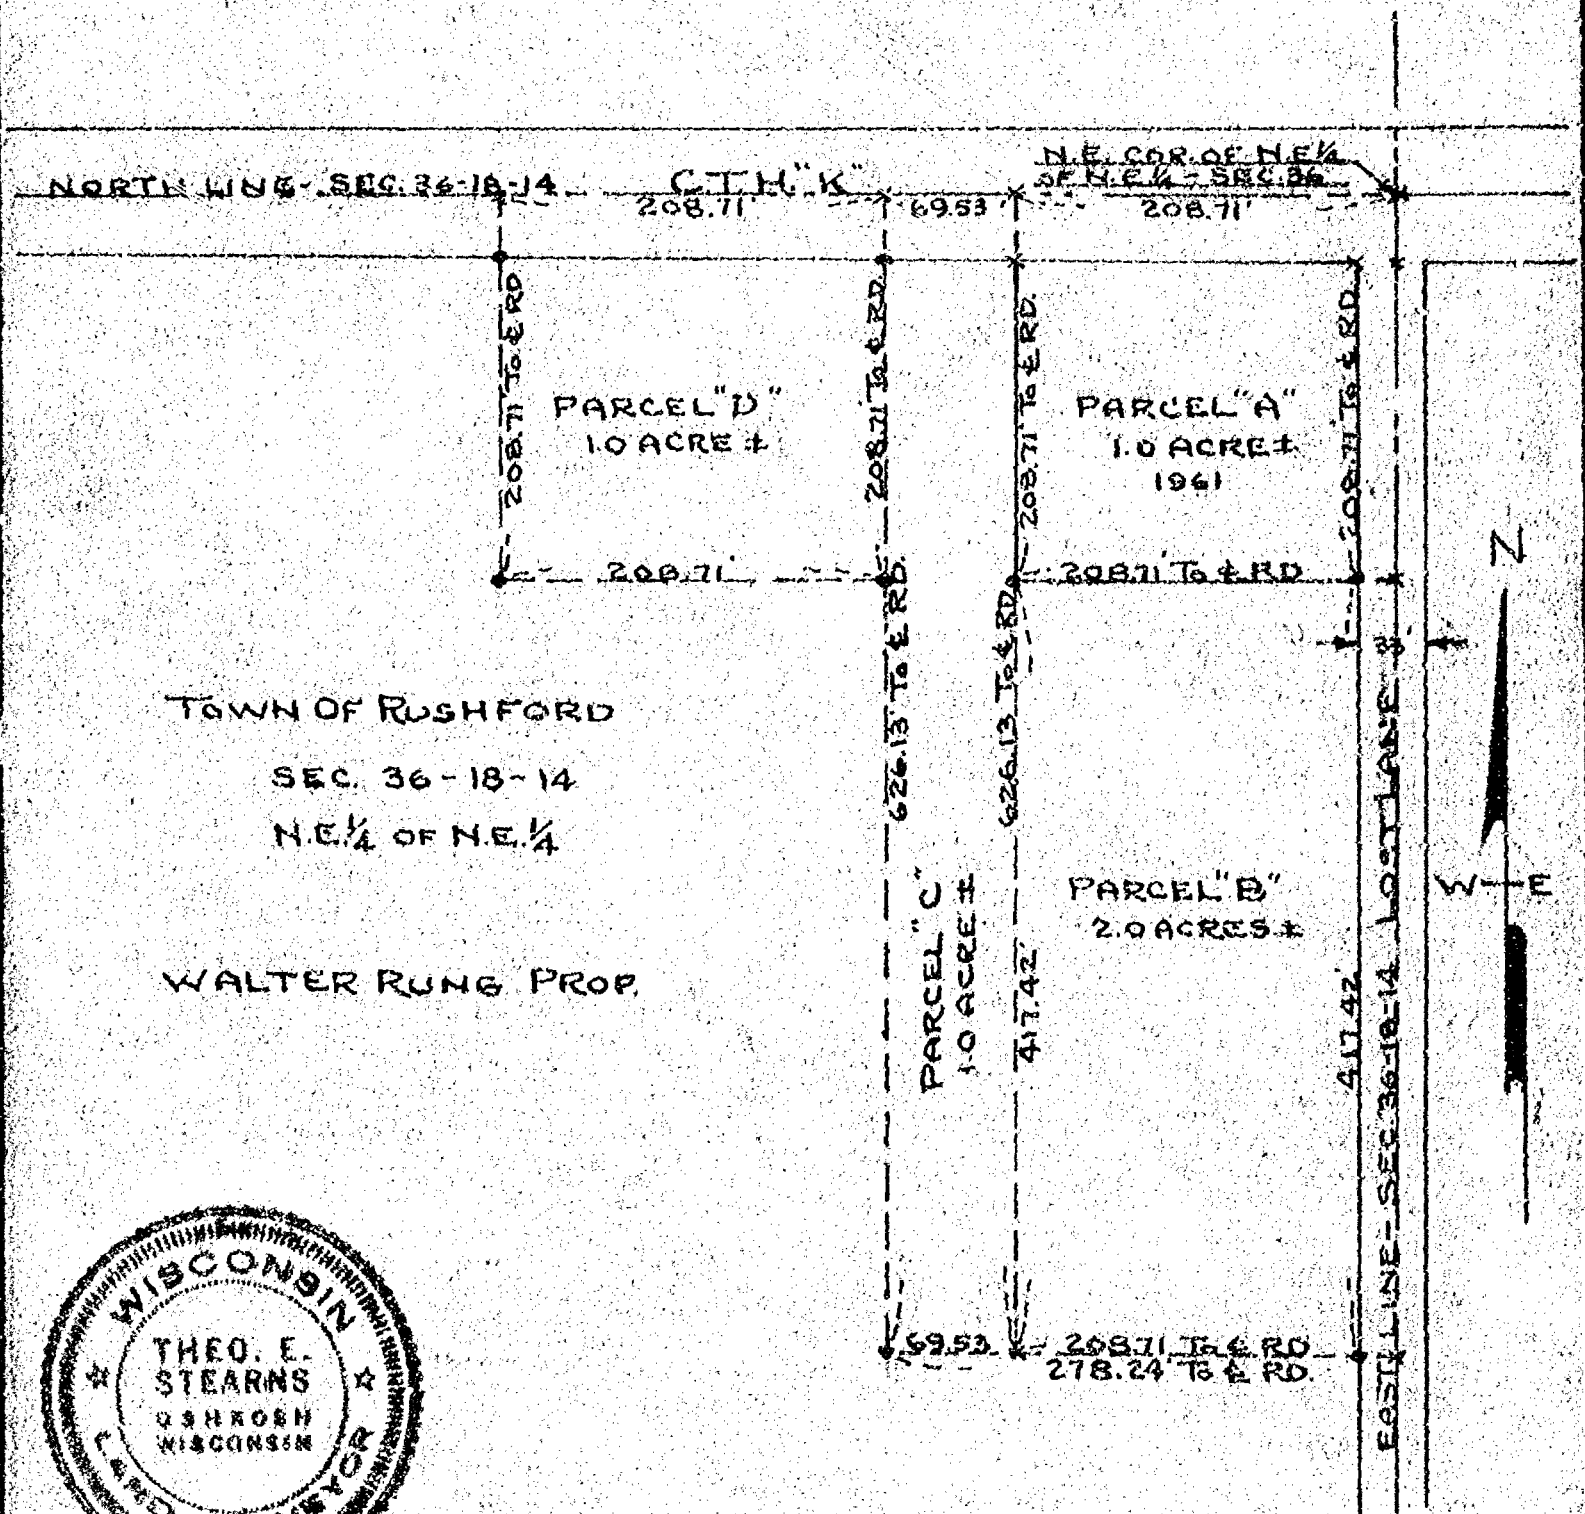 N.E. COR. OF N.E.¼
OF N.E.¼ - SEC. 36
NORTH LINE - SEC. 36-18-14
C.T.H. "K"
208.71'
69.53'
208.71'
208.71' To ℄ RD
208.71' To ℄ RD.
208.71' To ℄ RD.
208.71' To ℄ RD.
PARCEL "D"
1.0 ACRE ±
PARCEL "A"
1.0 ACRE ±
1961
208.71'
208.71' To ℄ RD
33'
N
W E
626.13 To ℄ RD.
626.13 To ℄ RD.
TOWN OF RUSHFORD
SEC. 36-18-14
N.E.¼ OF N.E.¼
WALTER RUNG PROP.
PARCEL "C"
1.0 ACRE ±
417.42'
PARCEL "B"
2.0 ACRES ±
417.42'
EAST LINE - SEC. 36-18-14 LOST LANE
69.53
208.71 To ℄ RD
278.24' To ℄ RD.
WISCONSIN
THEO. E.
STEARNS
OSHKOSH
WISCONSIN
LAND